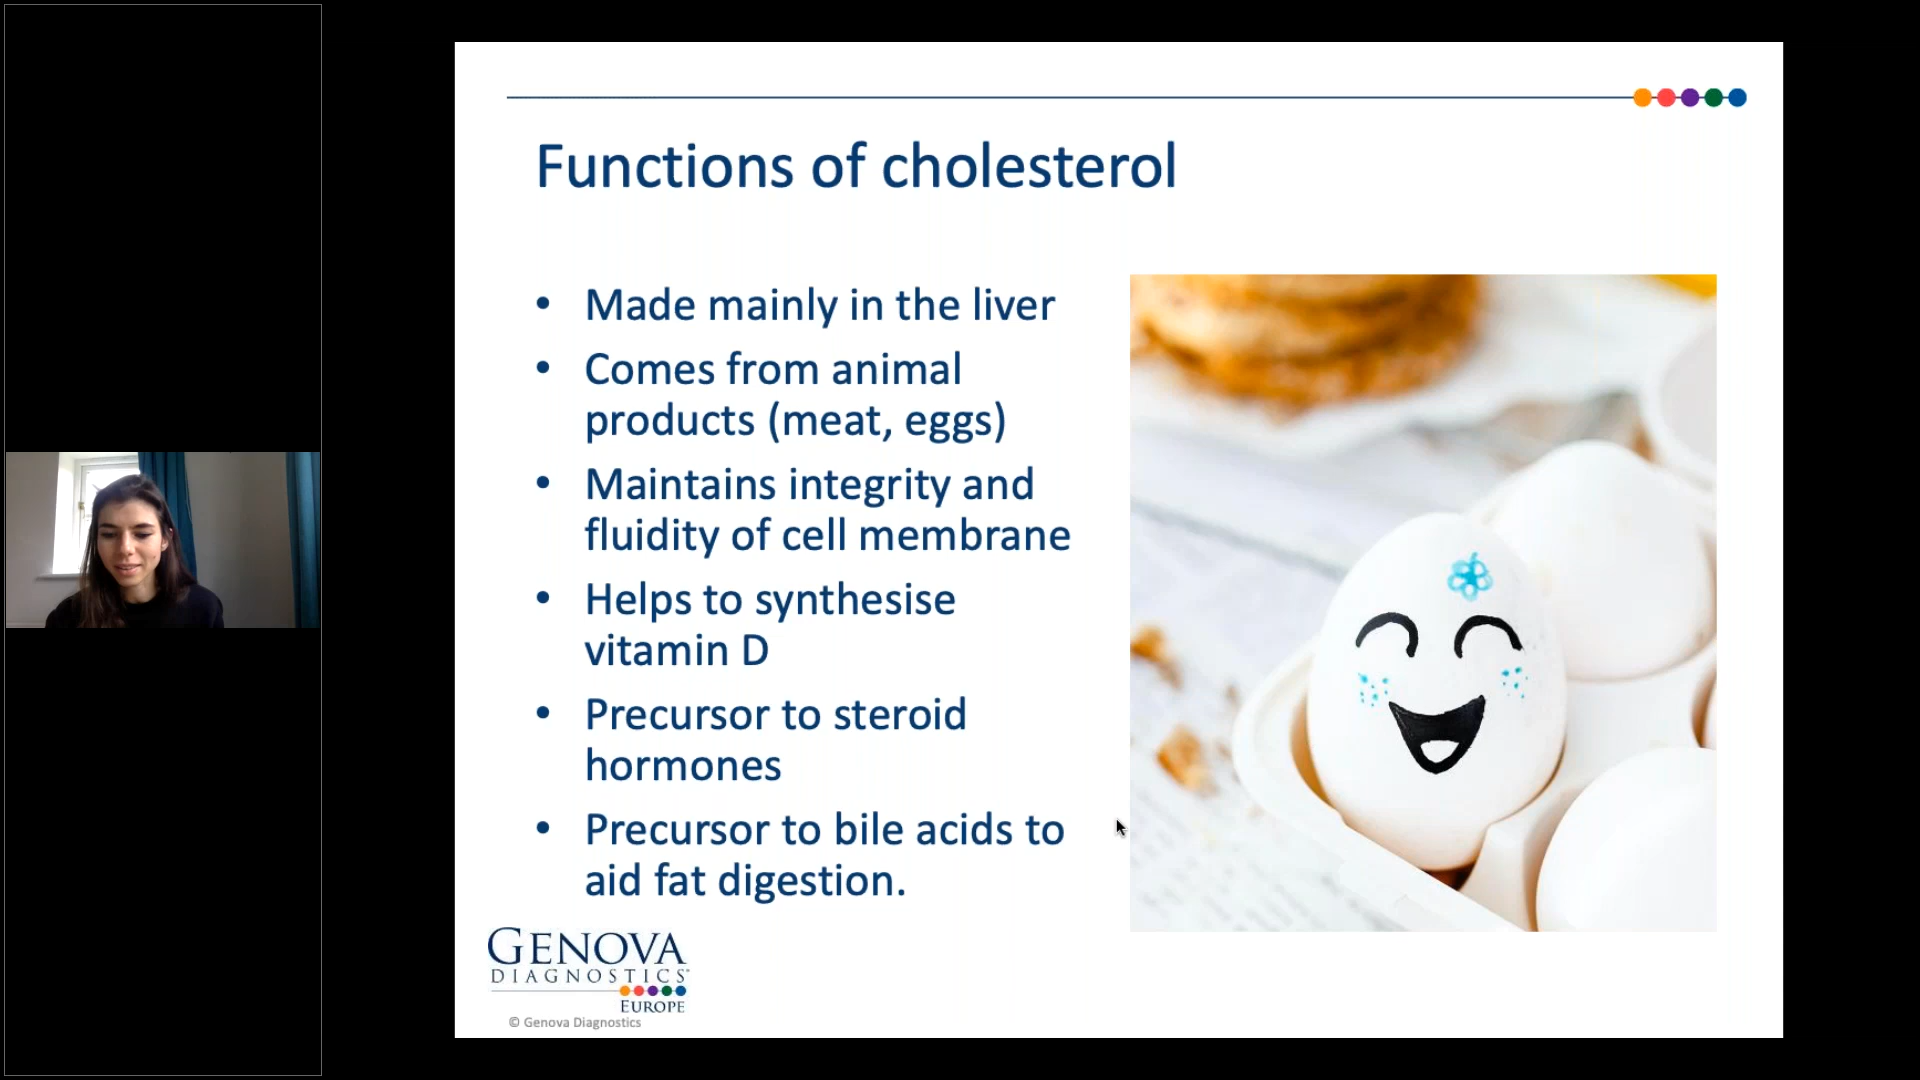 Functions of cholesterol
• Made mainly in the liver
• Comes from animal
products (meat, eggs)
• Maintains integrity and
fluidity of cell membrane
• Helps to synthesise
vitamin D
• Precursor to steroid
hormones
• Precursor to bile acids to
aid fat digestion.
GENOVA
DIAGNOSTICS
EUROPE
© Genova Diagnostics